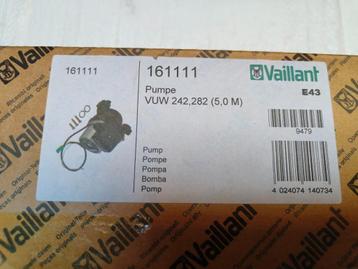 161111
161111
Pumpe
VUW 242,282 (5,0 M)
Vaillant
E43
9479
Pump
Pompe
Pompa
Bomba
Pomp
4 024074 140734
Vaillant
Vaillant